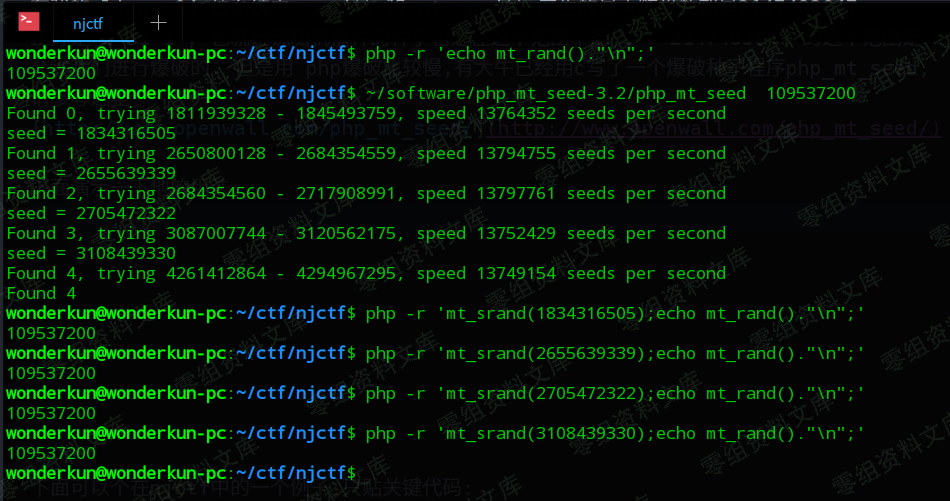 njctf
wonderkun@wonderkun-pc:~/ctf/njctf$ php -r 'echo mt_rand()."\n";'
109537200
wonderkun@wonderkun-pc:~/ctf/njctf$ ~/software/php_mt_seed-3.2/php_mt_seed  109537200
Found 0, trying 1811939328 - 1845493759, speed 13764352 seeds per second
seed = 1834316505
Found 1, trying 2650800128 - 2684354559, speed 13794755 seeds per second
seed = 2655639339
Found 2, trying 2684354560 - 2717908991, speed 13797761 seeds per second
seed = 2705472322
Found 3, trying 3087007744 - 3120562175, speed 13752429 seeds per second
seed = 3108439330
Found 4, trying 4261412864 - 4294967295, speed 13749154 seeds per second
Found 4
wonderkun@wonderkun-pc:~/ctf/njctf$ php -r 'mt_srand(1834316505);echo mt_rand()."\n";'
109537200
wonderkun@wonderkun-pc:~/ctf/njctf$ php -r 'mt_srand(2655639339);echo mt_rand()."\n";'
109537200
wonderkun@wonderkun-pc:~/ctf/njctf$ php -r 'mt_srand(2705472322);echo mt_rand()."\n";'
109537200
wonderkun@wonderkun-pc:~/ctf/njctf$ php -r 'mt_srand(3108439330);echo mt_rand()."\n";'
109537200
wonderkun@wonderkun-pc:~/ctf/njctf$
零组资料文库